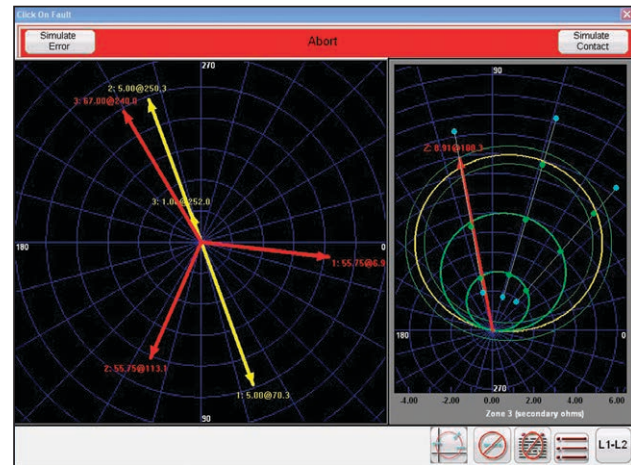 Click On Fault
Simulate Error
Abort
Simulate Contact
270
2: 5.00@250.3
3: 67.00@240.0
3: 1.00@252.0
180
0
1: 55.75@6.9
2: 55.75@113.1
1: 5.00@70.3
90
90
Z: 8.91@108.3
180
0
270
-4.00
-2.00
0.00
2.00
4.00
6.00
Zone 3 (secondary ohms)
L1-L2